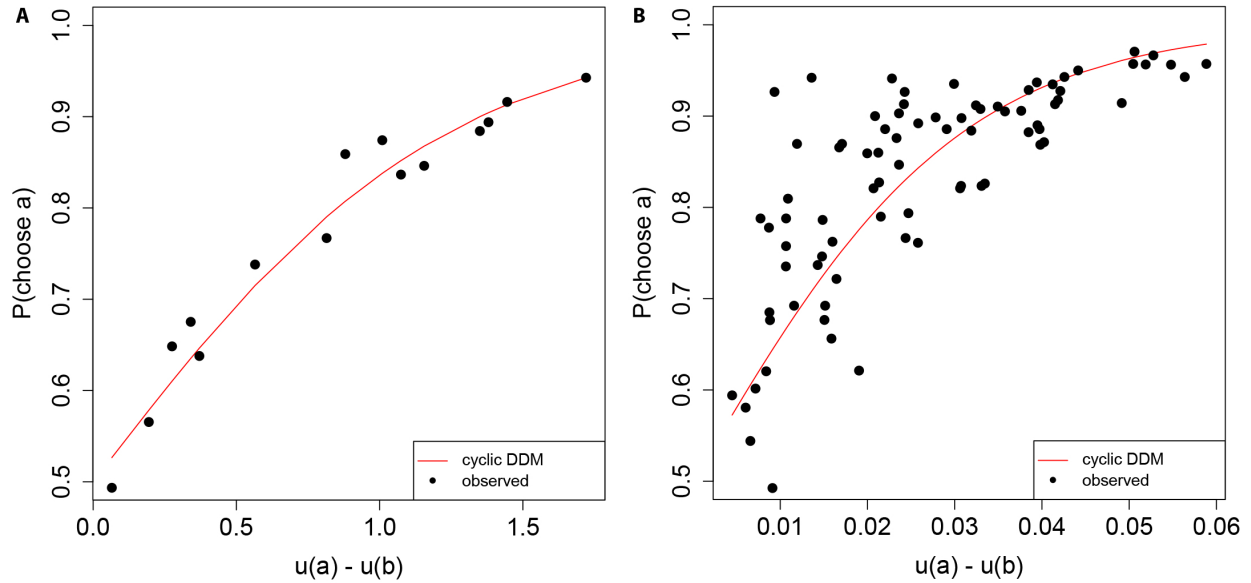 A
P(choose a)
1.0
0.9
0.8
0.7
0.6
0.5
cyclic DDM
observed
0.0 0.5 1.0 1.5
u(a) - u(b)
B
P(choose a)
1.0
0.9
0.8
0.7
0.6
0.5
cyclic DDM
observed
0.01 0.02 0.03 0.04 0.05 0.06
u(a) - u(b)